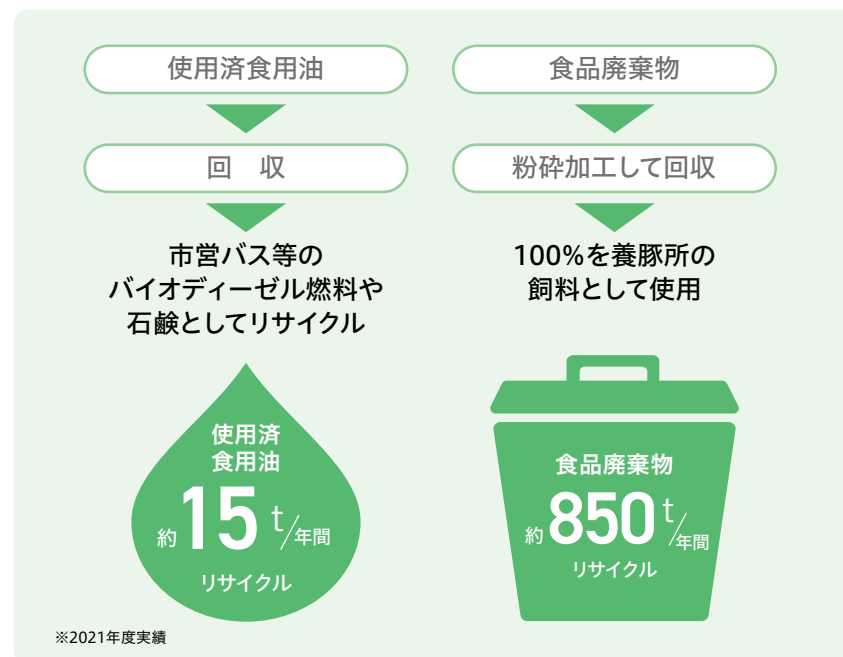 使用済食用油
回　収
市営バス等の
バイオディーゼル燃料や
石鹸としてリサイクル
使用済
食用油
約15t/年間
リサイクル
食品廃棄物
粉砕加工して回収
100%を養豚所の
飼料として使用
食品廃棄物
約850t/年間
リサイクル
※2021年度実績